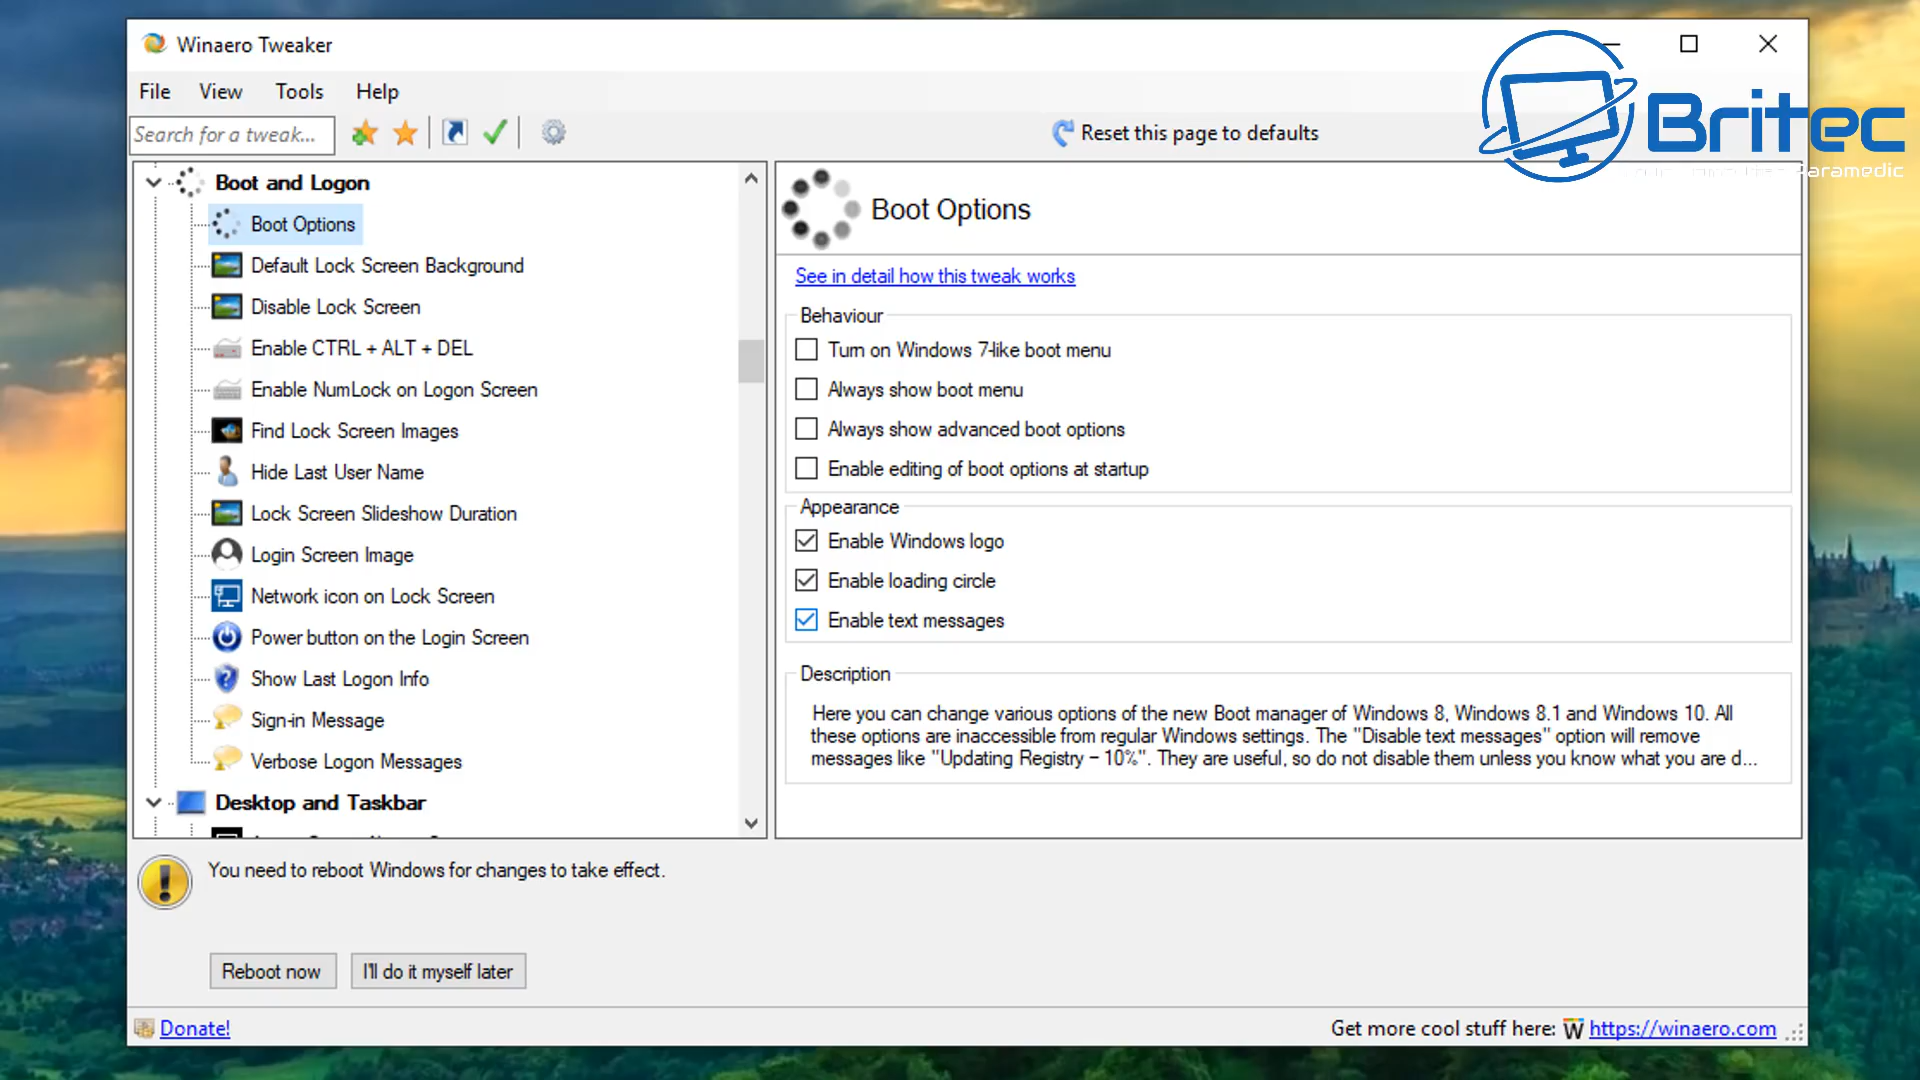 Winaero Tweaker
Britec
File View Tools Help
Search for a tweak...
Reset this page to defaults
Boot and Logon
Boot Options
Default Lock Screen Background
Disable Lock Screen
Enable CTRL + ALT + DEL
Enable NumLock on Logon Screen
Find Lock Screen Images
Hide Last User Name
Lock Screen Slideshow Duration
Login Screen Image
Network icon on Lock Screen
Power button on the Login Screen
Show Last Logon Info
Sign-in Message
Verbose Logon Messages
Desktop and Taskbar
Boot Options
See in detail how this tweak works
Behaviour
Turn on Windows 7-like boot menu
Always show boot menu
Always show advanced boot options
Enable editing of boot options at startup
Appearance
Enable Windows logo
Enable loading circle
Enable text messages
Description
Here you can change various options of the new Boot manager of Windows 8, Windows 8.1 and Windows 10. All
these options are inaccessible from regular Windows settings. The "Disable text messages" option will remove
messages like "Updating Registry – 10%". They are useful, so do not disable them unless you know what you are d...
You need to reboot Windows for changes to take effect.
Reboot now
I'll do it myself later
Donate!
Get more cool stuff here: W https://winaero.com